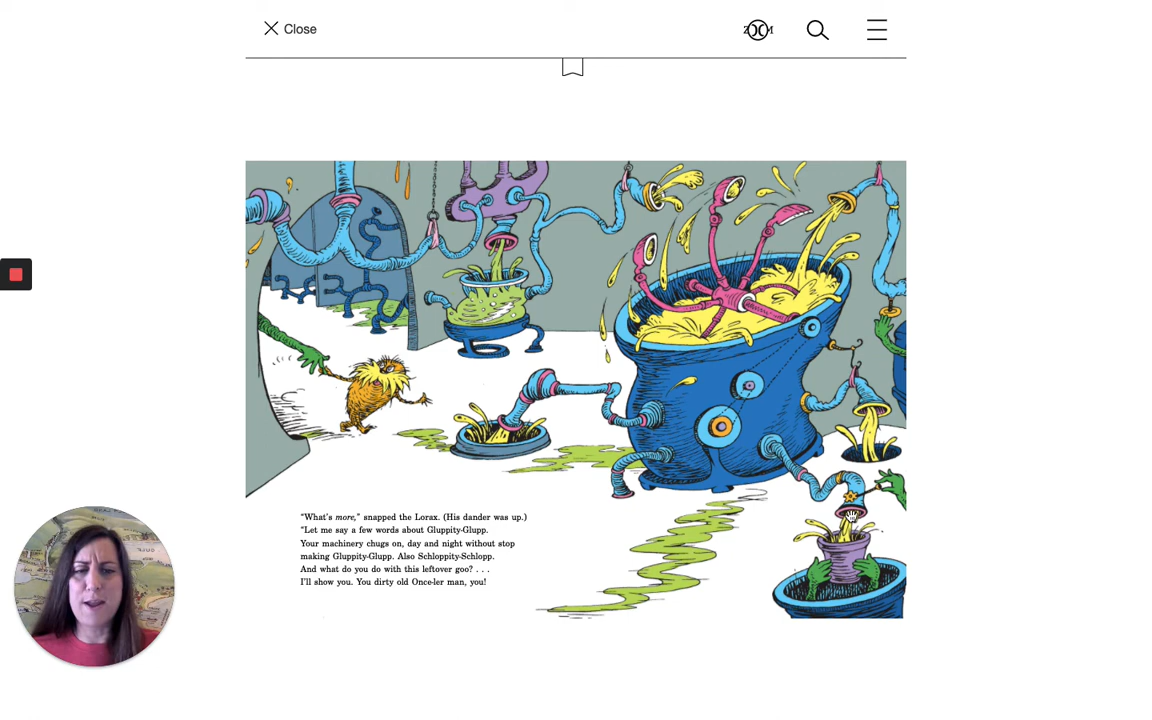 Close
ZOOM
"What's more," snapped the Lorax. (His dander was up.)
"Let me say a few words about Gluppity-Glupp.
Your machinery chugs on, day and night without stop
making Gluppity-Glupp. Also Schloppity-Schlopp.
And what do you do with this leftover goo? . . .
I'll show you. You dirty old Once-ler man, you!